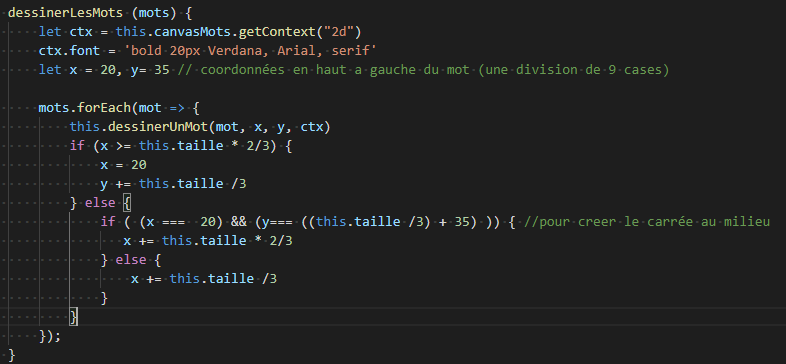 dessinerLesMots (mots) {
let ctx = this.canvasMots.getContext("2d")
ctx.font = 'bold 20px Verdana, Arial, serif'
let x = 20, y= 35 // coordonnées en haut a gauche du mot (une division de 9 cases)
mots.forEach(mot => {
this.dessinerUnMot(mot, x, y, ctx)
if (x >= this.taille * 2/3) {
x = 20
y += this.taille /3
} else {
if ( (x ===  20) && (y=== ((this.taille /3) + 35) )) { //pour creer le carrée au milieu
x += this.taille * 2/3
} else {
x += this.taille /3
}
}
});
}